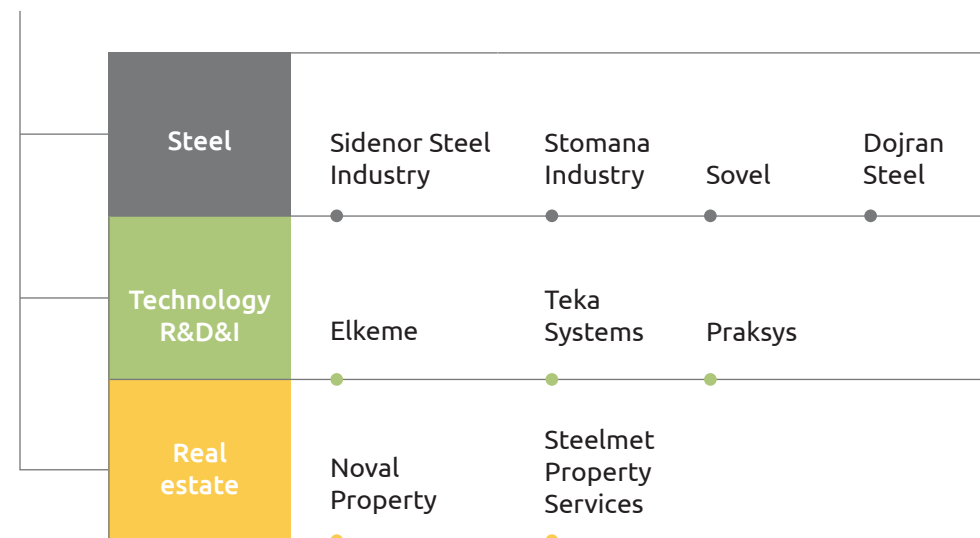 Steel
Sidenor Steel
Industry
Stomana
Industry
Sovel
Dojran
Steel
Technology
R&D&I
Elkeme
Teka
Systems
Praksys
Real
estate
Noval
Property
Steelmet
Property
Services